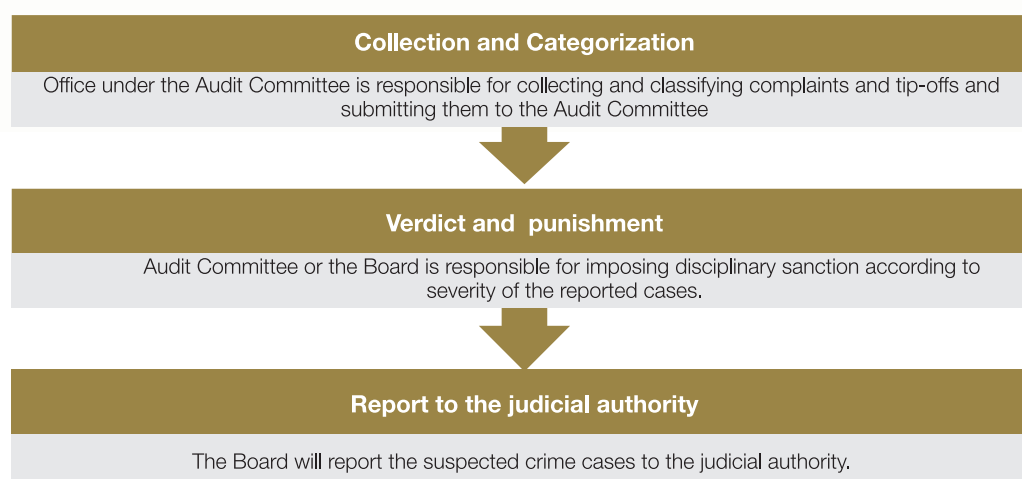 Collection and Categorization
Office under the Audit Committee is responsible for collecting and classifying complaints and tip-offs and
submitting them to the Audit Committee
Verdict and punishment
Audit Committee or the Board is responsible for imposing disciplinary sanction according to
severity of the reported cases.
Report to the judicial authority
The Board will report the suspected crime cases to the judicial authority.